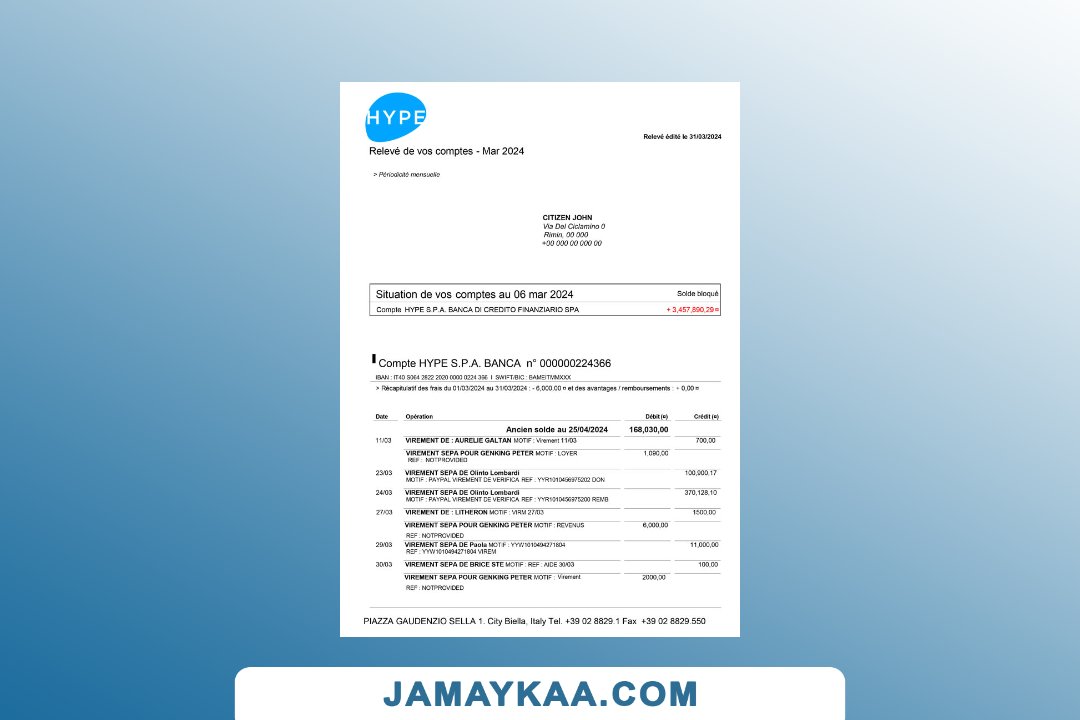 HYPE
Relevé édité le 31/03/2024
Relevé de vos comptes - Mar 2024
> Périodicité mensuelle
CITIZEN JOHN
Via Del Ciclamino 0
Rimin, 00 000
+00 000 00 000 00
Situation de vos comptes au 06 mar 2024 Solde bloqué
Compte HYPE S.P.A. BANCA DI CREDITO FINANZIARIO SPA + 3,457,890,29 ¤
Compte HYPE S.P.A. BANCA n° 000000224366
IBAN : IT40 S064 2822 2020 0000 0224 366 I SWIFT/BIC : BAMEITMMXXX
> Récapitulatif des frais du 01/03/2024 au 31/03/2024 : - 6,000,00 ¤ et des avantages / remboursements : + 0,00 ¤
Date Opération Débit (¤) Crédit (¤)
Ancien solde au 25/04/2024 168,030,00
11/03 VIREMENT DE : AURELIE GALTAN MOTIF : Virement 11/03 700,00
VIREMENT SEPA POUR GENKING PETER MOTIF : LOYER 1,090,00
REF : NOTPROVIDED
23/03 VIREMENT SEPA DE Olinto Lombardi 100,900,17
MOTIF : PAYPAL VIREMENT DE VERIFICA REF : YYR1010456975202 DON
24/03 VIREMENT SEPA DE Olinto Lombardi 370,128,10
MOTIF : PAYPAL VIREMENT DE VERIFICA REF : YYR1010456975200 REMB
27/03 VIREMENT DE : LITHERON MOTIF : VIRM 27/03 1500,00
VIREMENT SEPA POUR GENKING PETER MOTIF : REVENUS 6,000,00
REF : NOTPROVIDED
29/03 VIREMENT SEPA DE Paola MOTIF : YYW1010494271804 11,000,00
REF : YYW1010494271804 VIREM
30/03 VIREMENT SEPA DE BRICE STE MOTIF : REF : AIDE 30/03 100,00
VIREMENT SEPA POUR GENKING PETER MOTIF : Virement 2000,00
REF : NOTPROVIDED
PIAZZA GAUDENZIO SELLA 1. City Biella, Italy Tel. +39 02 8829.1 Fax +39 02 8829.550
JAMAYKAA.COM